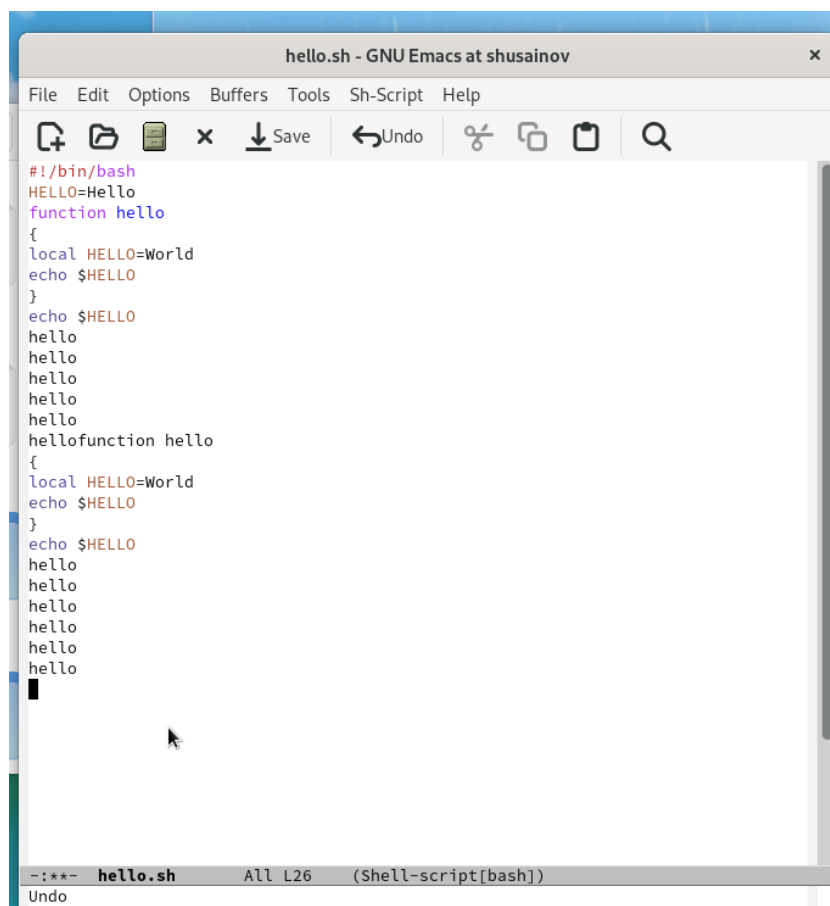 hello.sh - GNU Emacs at shusainov
File Edit Options Buffers Tools Sh-Script Help
Save Undo
#!/bin/bash
HELLO=Hello
function hello
{
local HELLO=World
echo $HELLO
}
echo $HELLO
hello
hello
hello
hello
hello
hellofunction hello
{
local HELLO=World
echo $HELLO
}
echo $HELLO
hello
hello
hello
hello
hello
hello
-:**- hello.sh All L26 (Shell-script[bash])
Undo